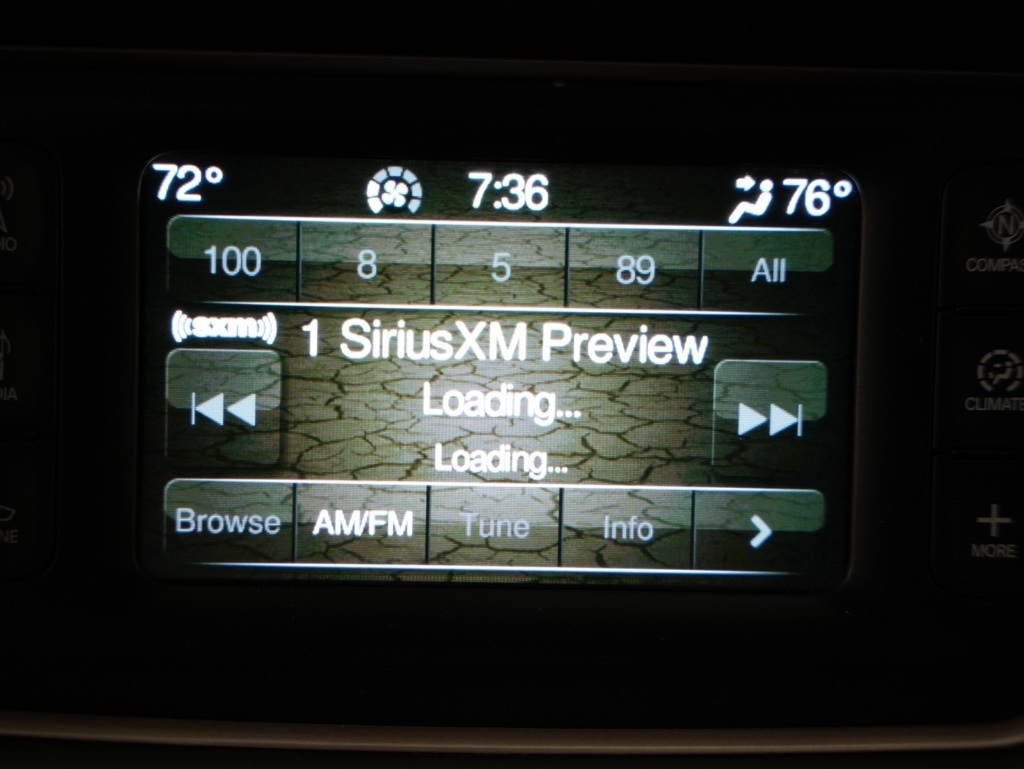 72° 7:36 76°
100 8 5 89 All
sxm 1 SiriusXM Preview
Loading...
Loading...
Browse AM/FM Tune Info
N
COMPAS
CLIMATE
MORE